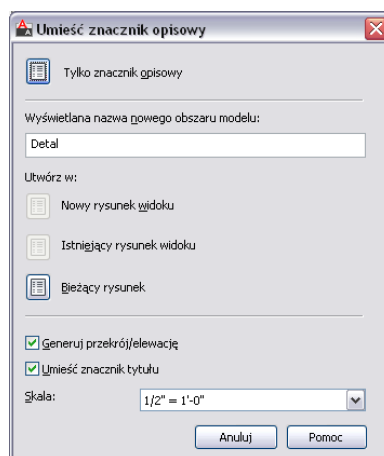 Umieść znacznik opisowy
Tylko znacznik opisowy
Wyświetlana nazwa nowego obszaru modelu:
Detal
Utwórz w:
Nowy rysunek widoku
Istniejący rysunek widoku
Bieżący rysunek
Generuj przekrój/elewację
Umieść znacznik tytułu
Skala: 1/2" = 1'-0"
Anuluj Pomoc